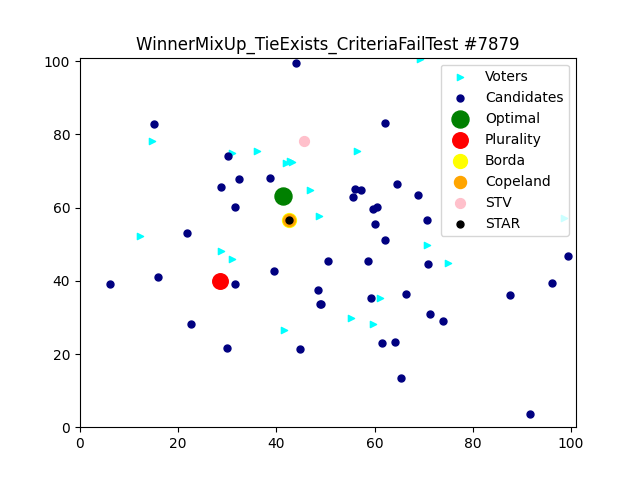 WinnerMixUp_TieExists_CriteriaFailTest #7879
Voters
Candidates
Optimal
Plurality
Borda
Copeland
STV
STAR
100
80
60
40
20
0
0 20 40 60 80 100